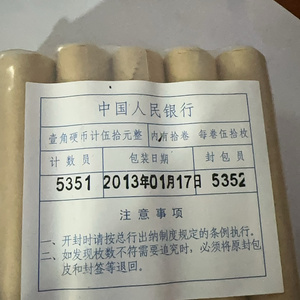 中国人民银行
壹角硬币计伍拾元整 内有拾卷 每卷伍拾枚
计数员 包装日期 封包员
5351 2013年01月17日 5352
注意事项
一、开封时请按总行出纳制度规定的条例执行。
二、如发现枚数不符需要追究时，必须将原封包
皮和封签等退回。